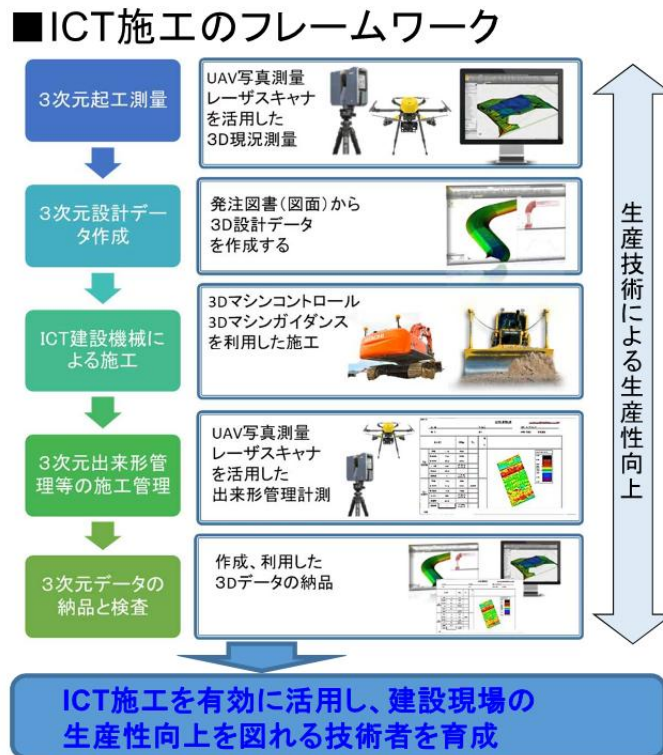 ■ICT施工のフレームワーク
3次元起工測量
UAV写真測量
レーザスキャナ
を活用した
3D現況測量
3次元設計デー
タ作成
発注図書(図面)から
3D設計データ
を作成する
ICT建設機械に
よる施工
3Dマシンコントロール
3Dマシンガイダンス
を利用した施工
3次元出来形管
理等の施工管理
UAV写真測量
レーザスキャナ
を活用した
出来形管理計測
3次元データの
納品と検査
作成、利用した
3Dデータの納品
生産技術による生産性向上
ICT施工を有効に活用し、建設現場の
生産性向上を図れる技術者を育成